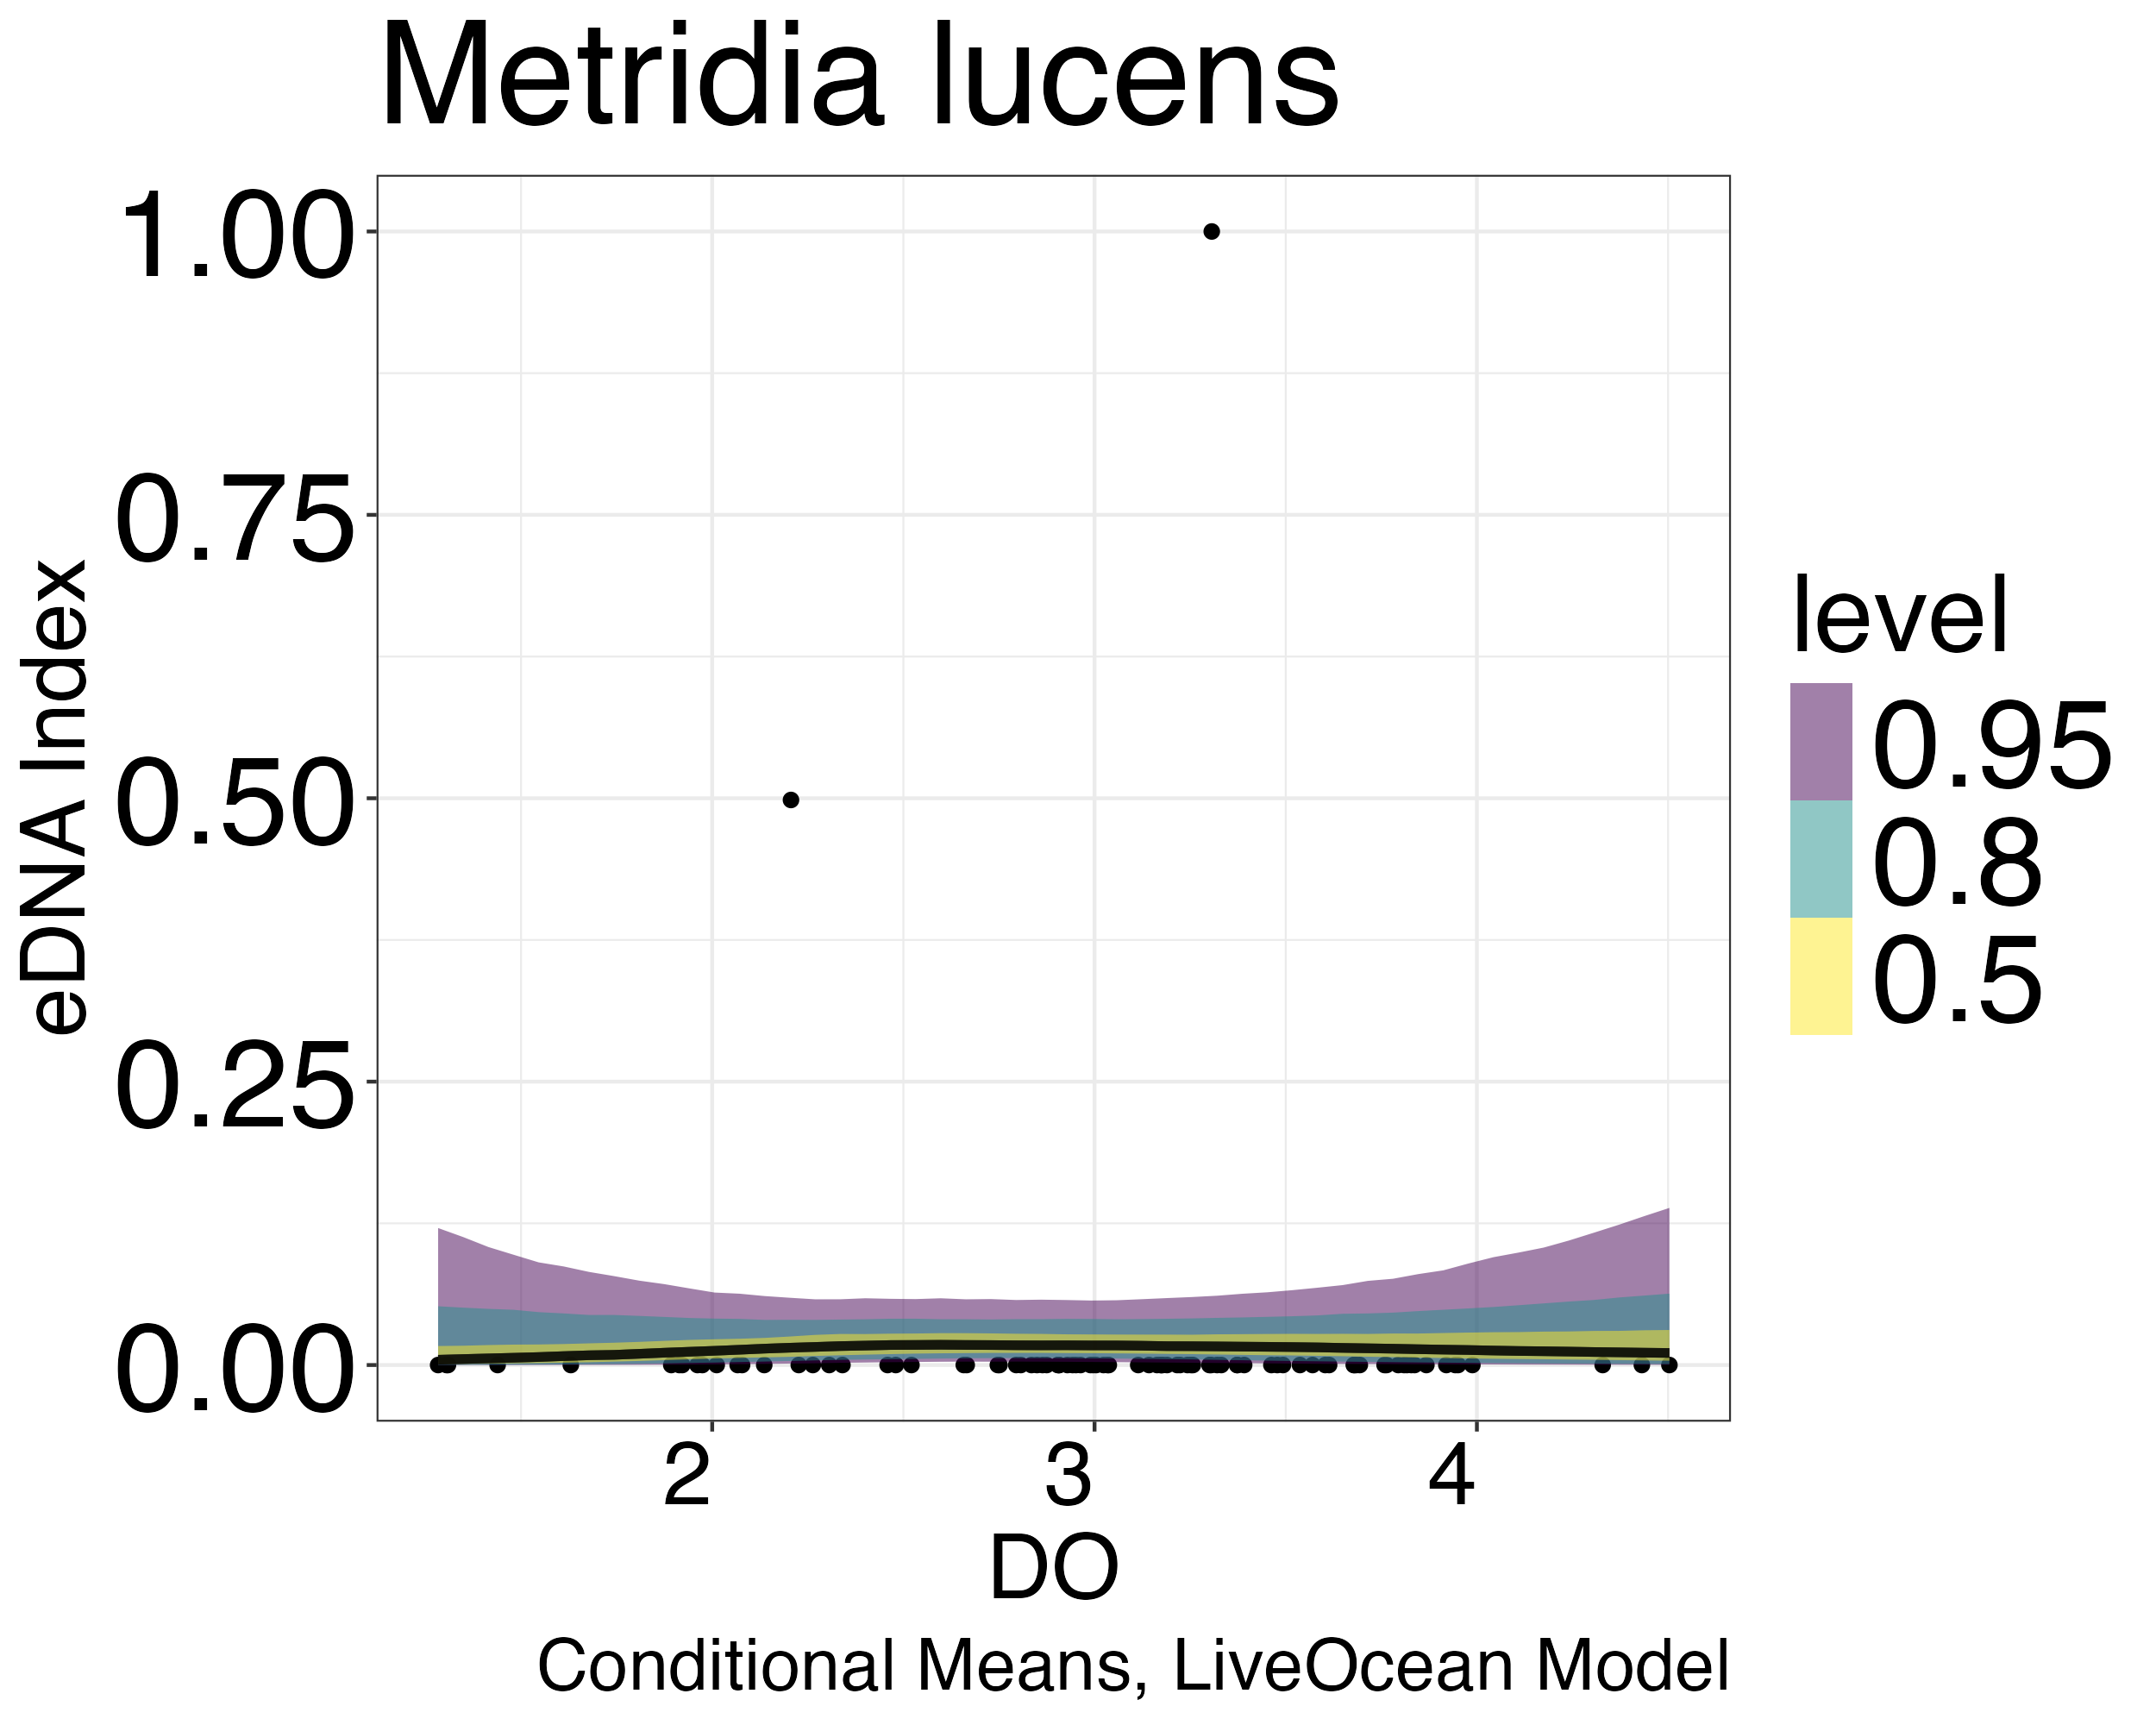 Metridia lucens
1.00
0.75
0.50
0.25
0.00
eDNA Index
2 3 4
DO
Conditional Means, LiveOcean Model
level
0.95
0.8
0.5